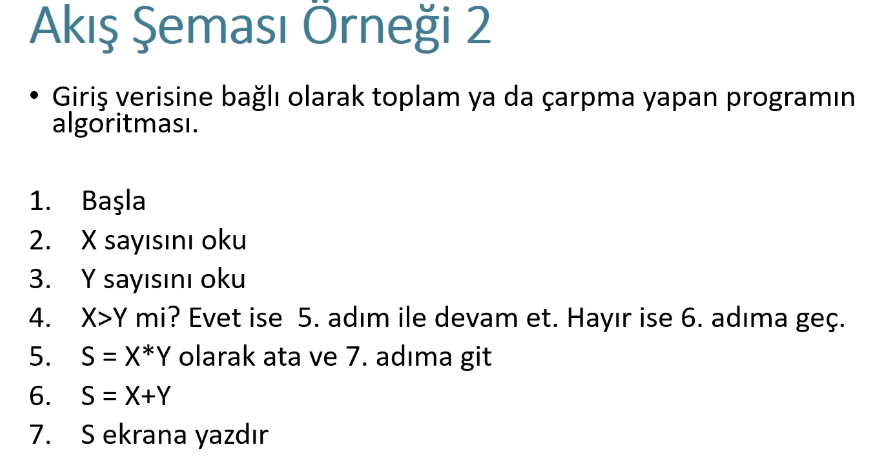 Akış Şeması Örneği 2
• Giriş verisine bağlı olarak toplam ya da çarpma yapan programın
algoritması.
1. Başla
2. X sayısını oku
3. Y sayısını oku
4. X>Y mi? Evet ise 5. adım ile devam et. Hayır ise 6. adıma geç.
5. S = X*Y olarak ata ve 7. adıma git
6. S = X+Y
7. S ekrana yazdır